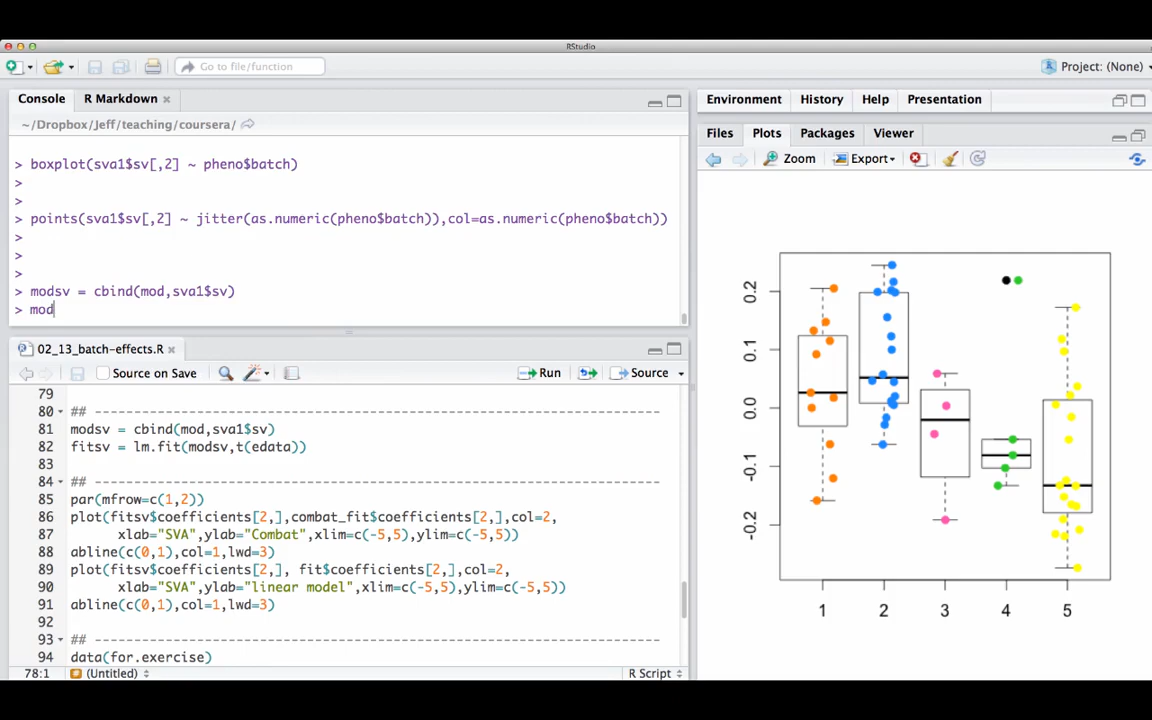 RStudio
Go to file/function
Project: (None)
Console R Markdown
Environment History Help Presentation
~/Dropbox/Jeff/teaching/coursera/
Files Plots Packages Viewer
Zoom Export
> boxplot(sva1$sv[,2] ~ pheno$batch)
>
>
> points(sva1$sv[,2] ~ jitter(as.numeric(pheno$batch)),col=as.numeric(pheno$batch))
>
>
>
> modsv = cbind(mod,sva1$sv)
> mod
02_13_batch-effects.R
Source on Save Run Source
79
80 ## ----------------------------------------------------------------
81 modsv = cbind(mod,sva1$sv)
82 fitsv = lm.fit(modsv,t(edata))
83
84 ## ----------------------------------------------------------------
85 par(mfrow=c(1,2))
86 plot(fitsv$coefficients[2,],combat_fit$coefficients[2,],col=2,
87 xlab="SVA",ylab="Combat",xlim=c(-5,5),ylim=c(-5,5))
88 abline(c(0,1),col=1,lwd=3)
89 plot(fitsv$coefficients[2,], fit$coefficients[2,],col=2,
90 xlab="SVA",ylab="linear model",xlim=c(-5,5),ylim=c(-5,5))
91 abline(c(0,1),col=1,lwd=3)
92
93 ## ----------------------------------------------------------------
94 data(for.exercise)
78:1 (Untitled) R Script
0.2
0.1
0.0
-0.1
-0.2
1 2 3 4 5